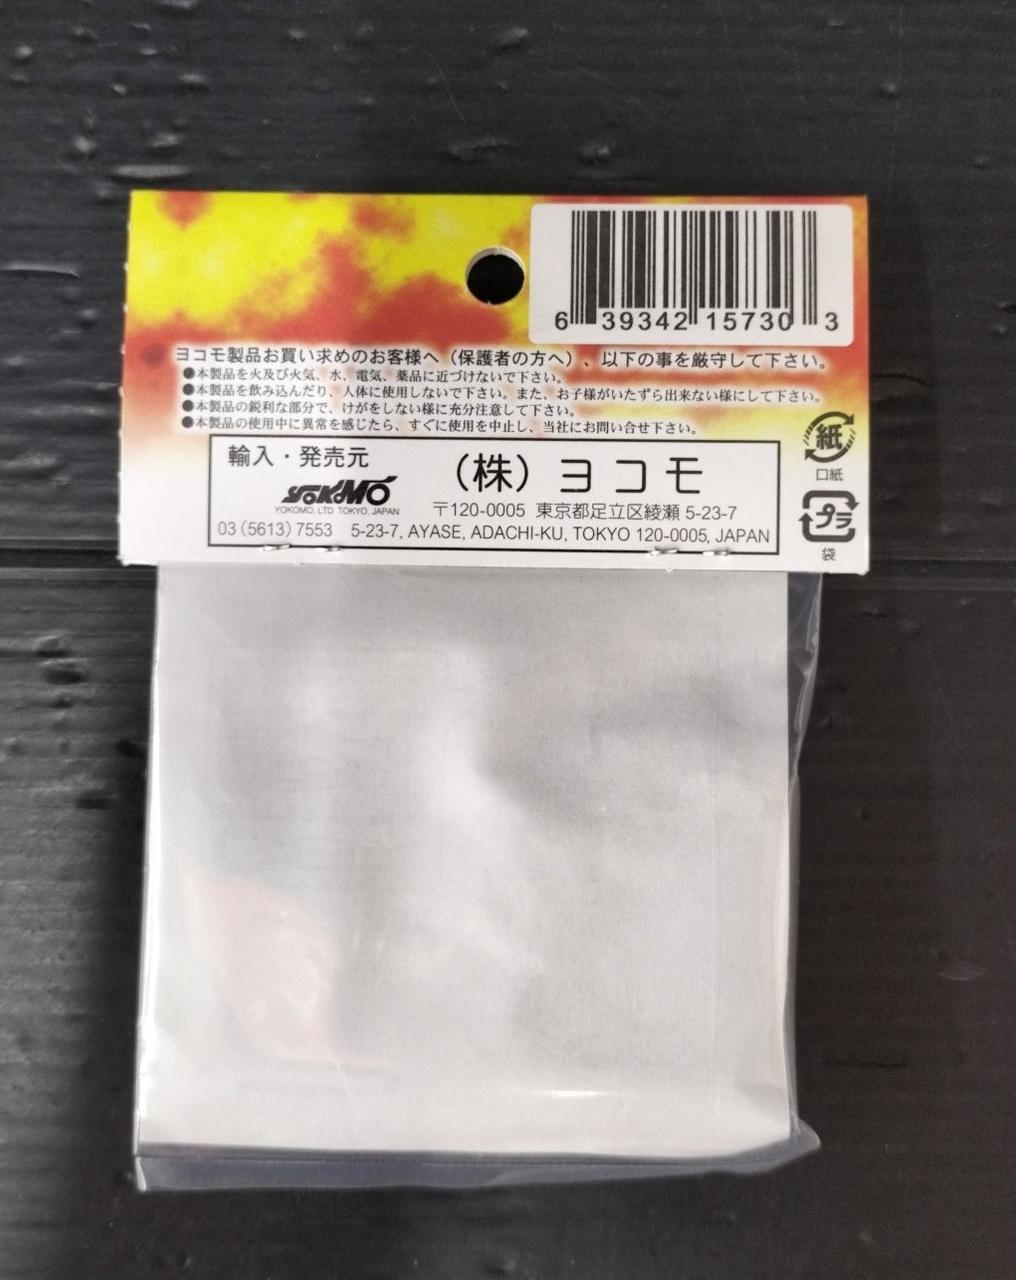 6 39342 15730 3
ヨコモ製品お買い求めのお客様へ（保護者の方へ）、以下の事を厳守して下さい。
●本製品を火及び火気、水、電気、薬品に近づけないで下さい。
●本製品を飲み込んだり、人体に使用しないで下さい。また、お子様がいたずら出来ない様にして下さい。
●本製品の鋭利な部分で、けがをしない様に充分注意して下さい。
●本製品の使用中に異常を感じたら、すぐに使用を中止し、当社にお問い合せ下さい。
輸入・発売元
（株）ヨコモ
YOKOMO
YOKOMO, LTD TOKYO, JAPAN
〒120-0005 東京都足立区綾瀬 5-23-7
03(5613)7553 5-23-7, AYASE, ADACHI-KU, TOKYO 120-0005, JAPAN
紙
口紙
プラ
袋